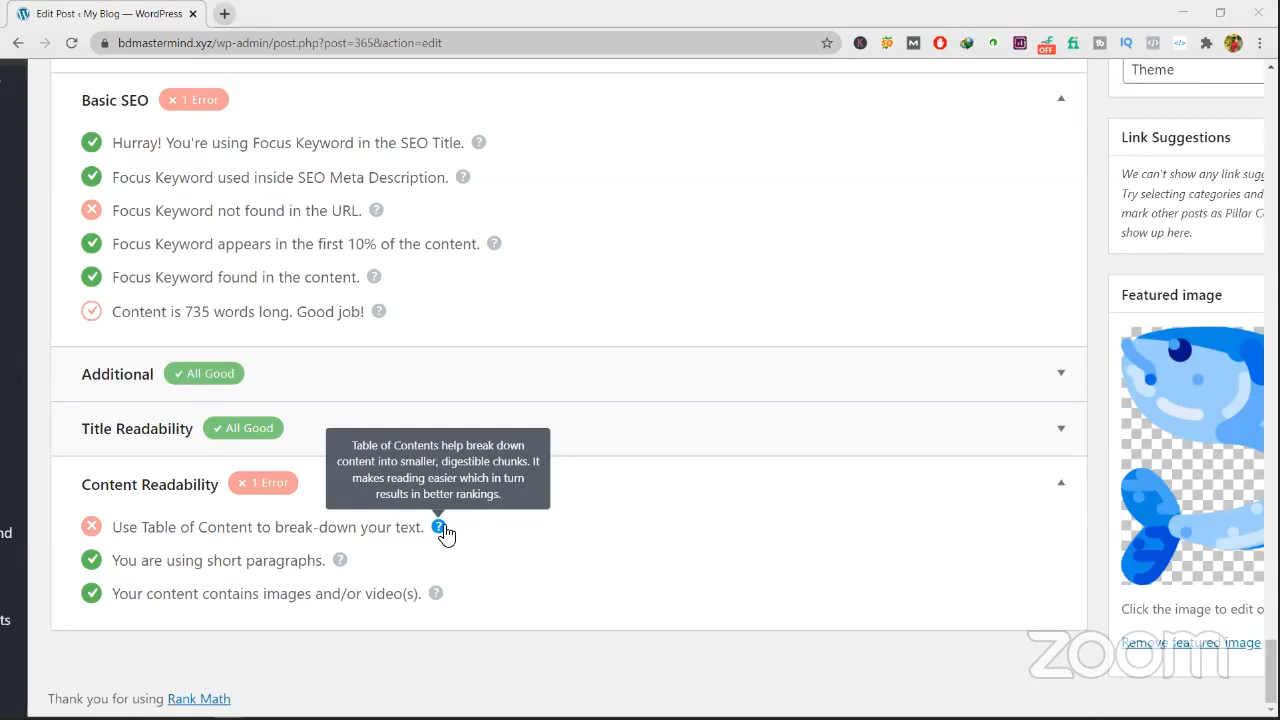 Edit Post ‹ My Blog — WordPress
bdmastermind.xyz/wp-admin/post.php?post=365&action=edit
OFF
Theme
Basic SEO
1 Error
Hurray! You're using Focus Keyword in the SEO Title.
Focus Keyword used inside SEO Meta Description.
Focus Keyword not found in the URL.
Focus Keyword appears in the first 10% of the content.
Focus Keyword found in the content.
Content is 735 words long. Good job!
Additional
All Good
Title Readability
All Good
Table of Contents help break down
content into smaller, digestible chunks. It
makes reading easier which in turn
results in better rankings.
Content Readability
1 Error
Use Table of Content to break-down your text.
You are using short paragraphs.
Your content contains images and/or video(s).
Link Suggestions
We can't show any link sugg
Try selecting categories and
mark other posts as Pillar C
show up here.
Featured image
Click the image to edit o
Remove featured image
zoom
Thank you for using Rank Math
nd
ts